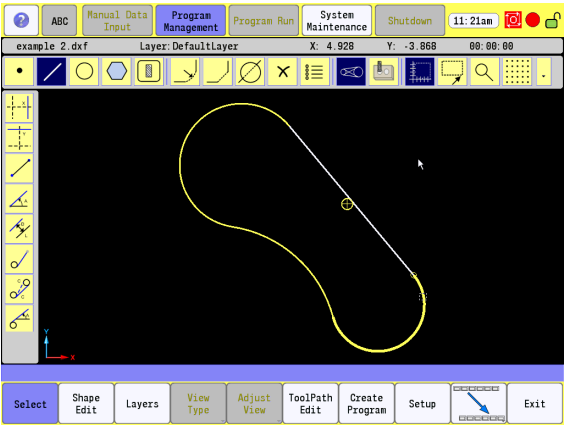 ?
ABC
Manual Data
Input
Program
Management
Program Run
System
Maintenance
Shutdown
11:21am
example 2.dxf
Layer:DefaultLayer
X: 4.928
Y: -3.868
00:00:00
Y
X
Select
Shape
Edit
Layers
View
Type
Adjust
View
ToolPath
Edit
Create
Program
Setup
Exit